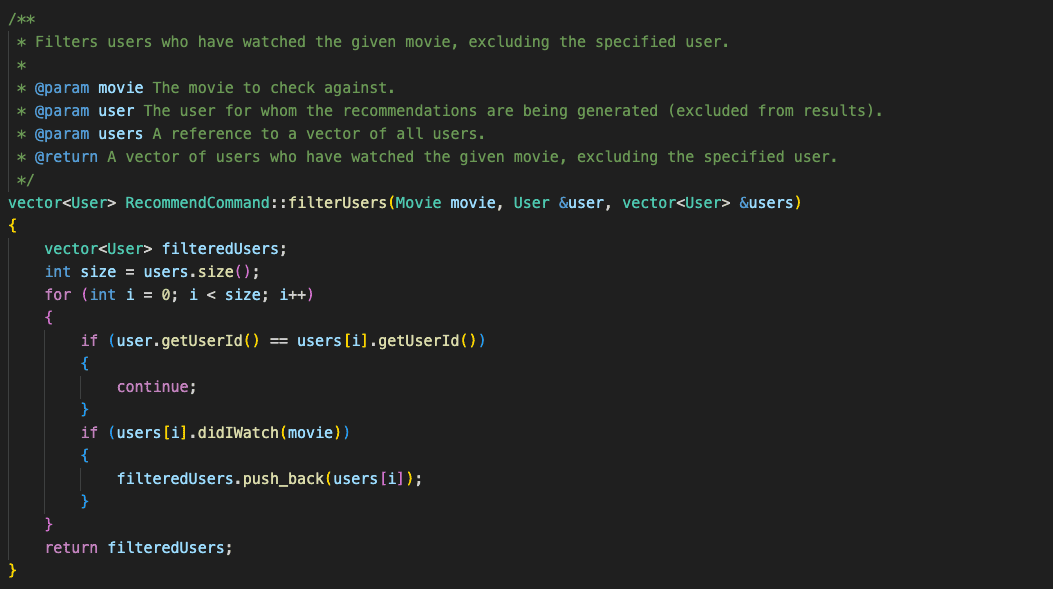 /**
 * Filters users who have watched the given movie, excluding the specified user.
 *
 * @param movie The movie to check against.
 * @param user The user for whom the recommendations are being generated (excluded from results).
 * @param users A reference to a vector of all users.
 * @return A vector of users who have watched the given movie, excluding the specified user.
 */
vector<User> RecommendCommand::filterUsers(Movie movie, User &user, vector<User> &users)
{
    vector<User> filteredUsers;
    int size = users.size();
    for (int i = 0; i < size; i++)
    {
        if (user.getUserId() == users[i].getUserId())
        {
            continue;
        }
        if (users[i].didIWatch(movie))
        {
            filteredUsers.push_back(users[i]);
        }
    }
    return filteredUsers;
}